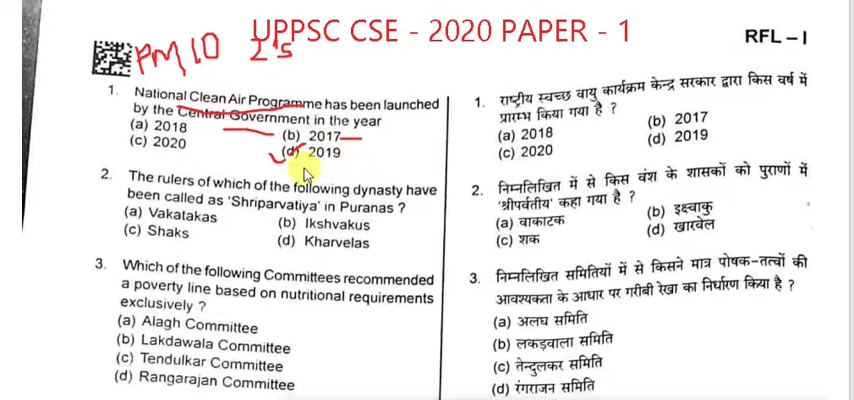 UPPSC CSE - 2020 PAPER - 1
RFL – I
PM10 2's
1. National Clean Air Programme has been launched
by the Central Government in the year
(a) 2018 (b) 2017
(c) 2020 (d) 2019
2. The rulers of which of the following dynasty have
been called as 'Shriparvatiya' in Puranas ?
(a) Vakatakas (b) Ikshvakus
(c) Shaks (d) Kharvelas
3. Which of the following Committees recommended
a poverty line based on nutritional requirements
exclusively ?
(a) Alagh Committee
(b) Lakdawala Committee
(c) Tendulkar Committee
(d) Rangarajan Committee
1. राष्ट्रीय स्वच्छ वायु कार्यक्रम केन्द्र सरकार द्वारा किस वर्ष में
प्रारम्भ किया गया है ?
(a) 2018 (b) 2017
(c) 2020 (d) 2019
2. निम्नलिखित में से किस वंश के शासकों को पुराणों में
'श्रीपर्वतीय' कहा गया है ?
(a) वाकाटक (b) इक्ष्वाकु
(c) शक (d) खारवेल
3. निम्नलिखित समितियों में से किसने मात्र पोषक-तत्वों की
आवश्यकता के आधार पर गरीबी रेखा का निर्धारण किया है ?
(a) अलघ समिति
(b) लकड़वाला समिति
(c) तेन्दुलकर समिति
(d) रंगराजन समिति